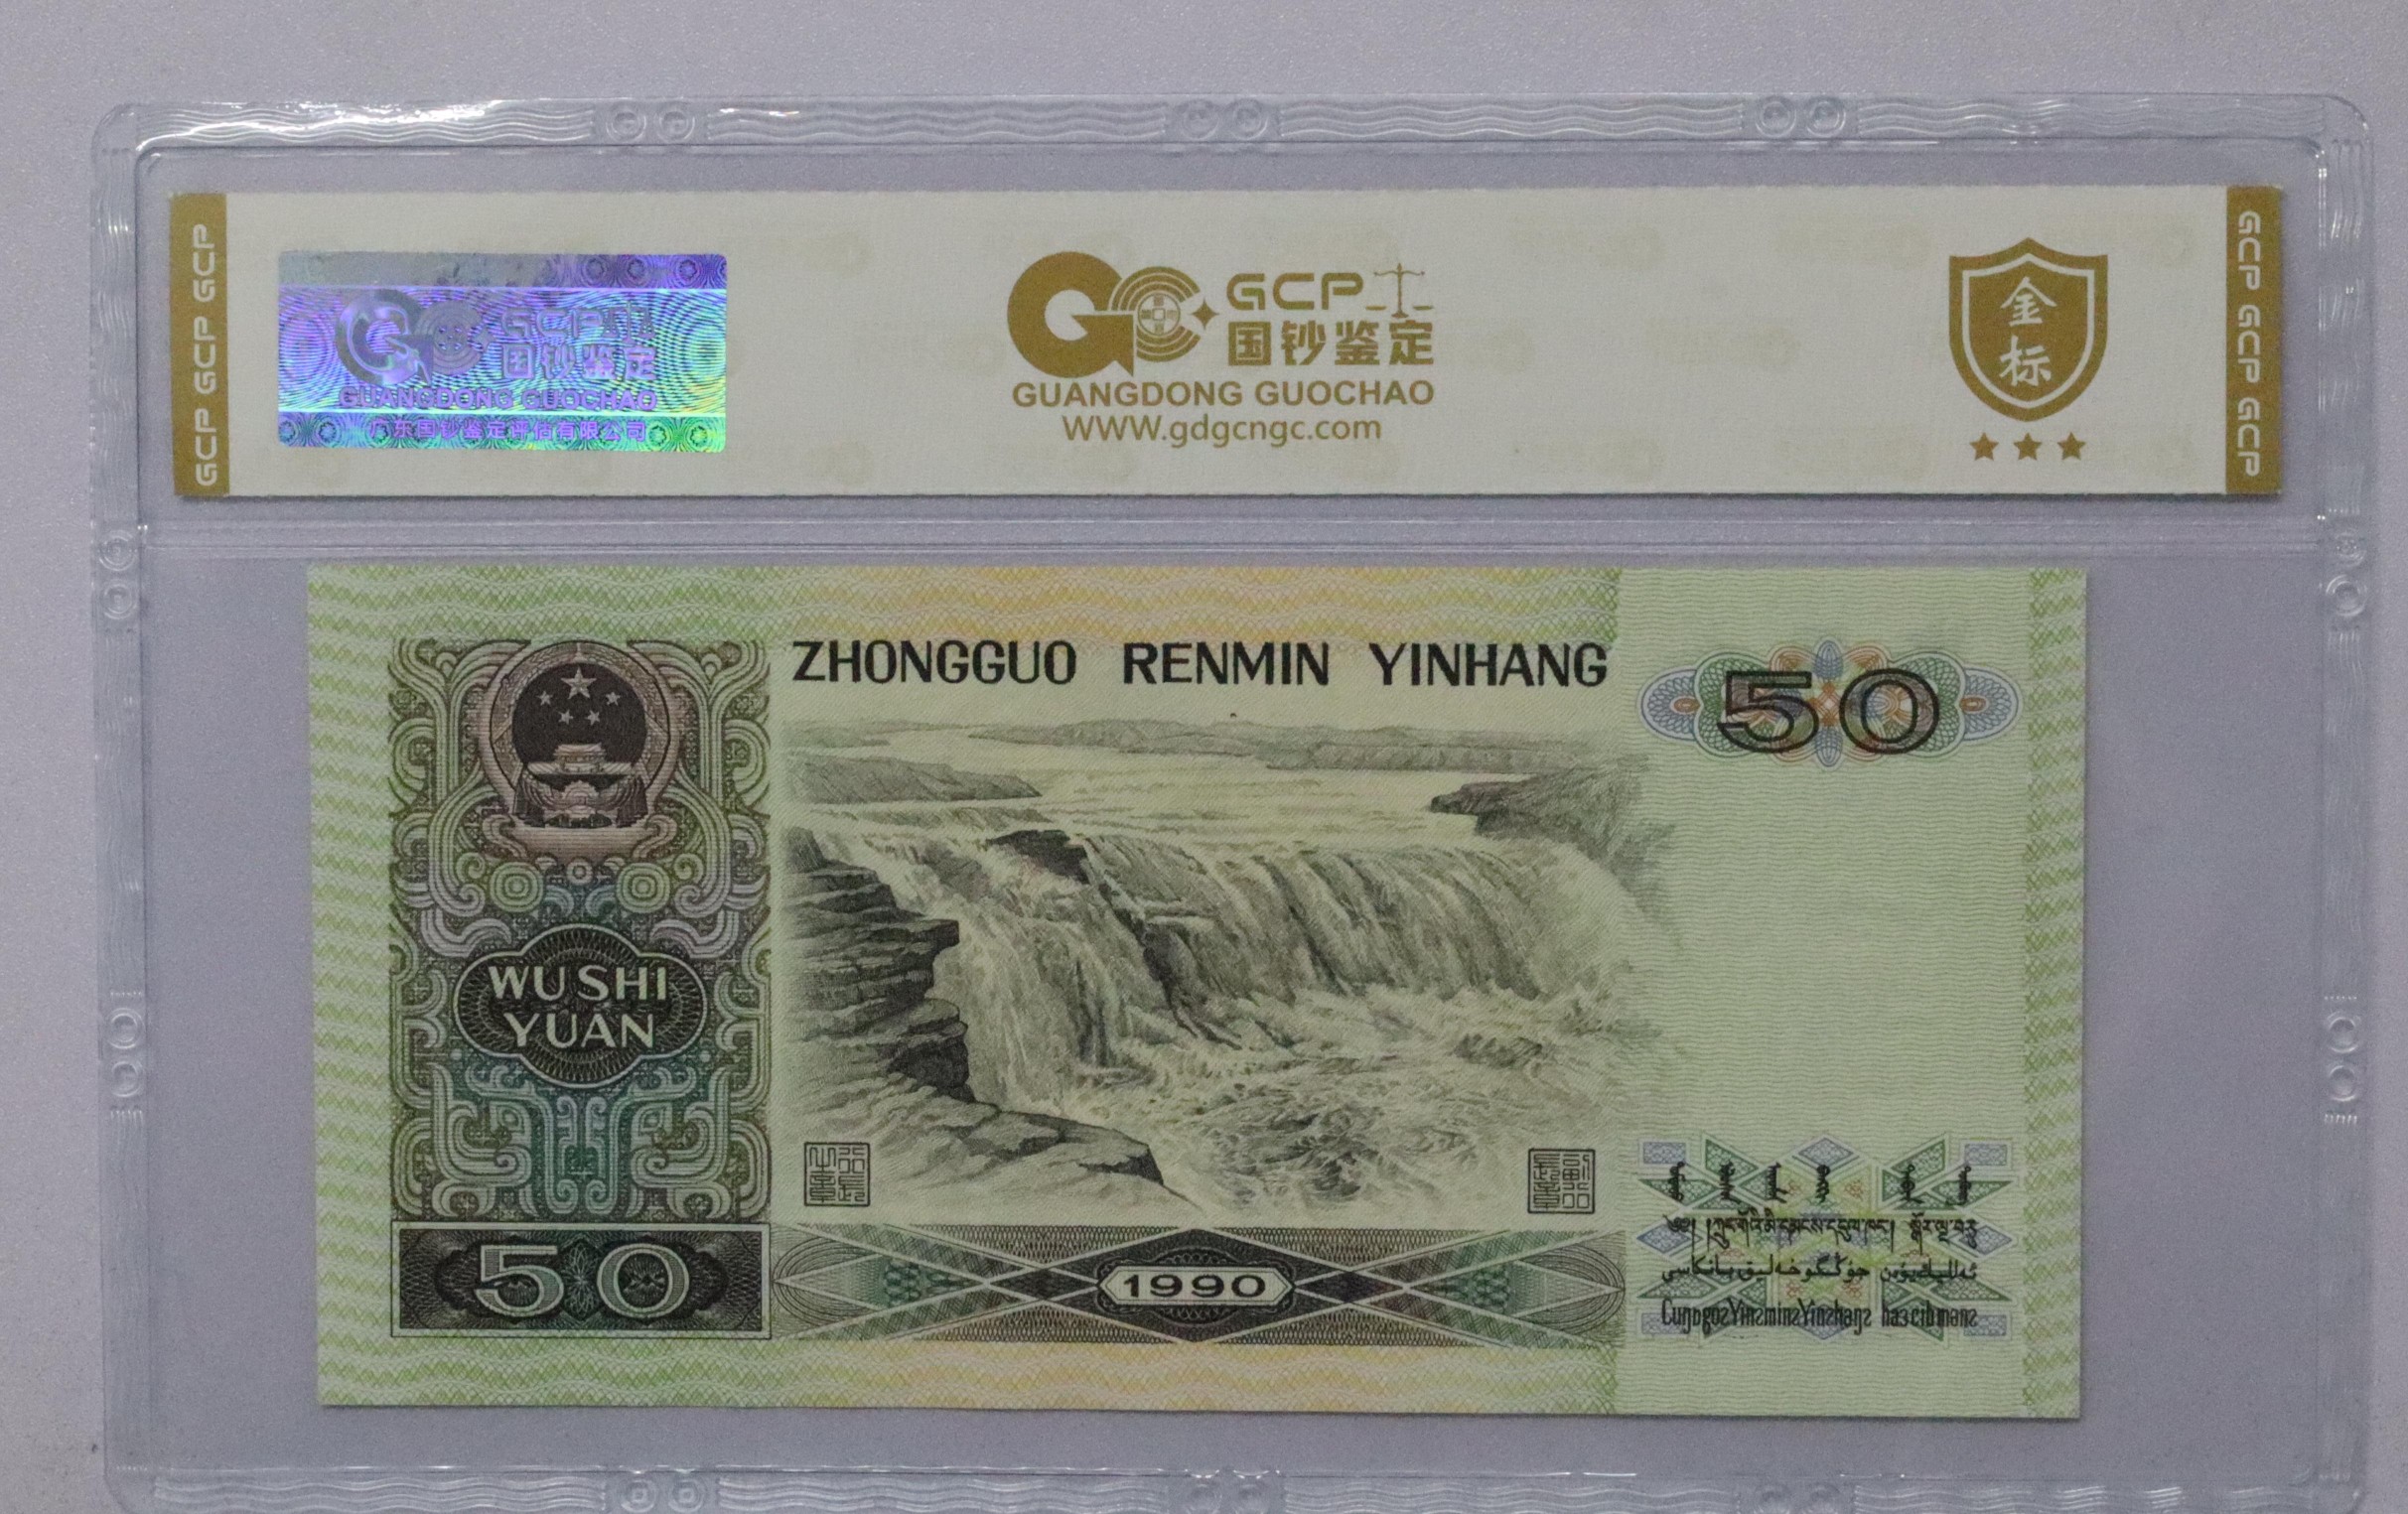 GCP GCP GCP
GCP
国钞鉴定
GUANGDONG GUOCHAO
广东国钞鉴定评估有限公司
GCP
国钞鉴定
GUANGDONG GUOCHAO
WWW.gdgcngc.com
金
标
GCP GCP GCP
ZHONGGUO RENMIN YINHANG
50
WU SHI
YUAN
50
1990